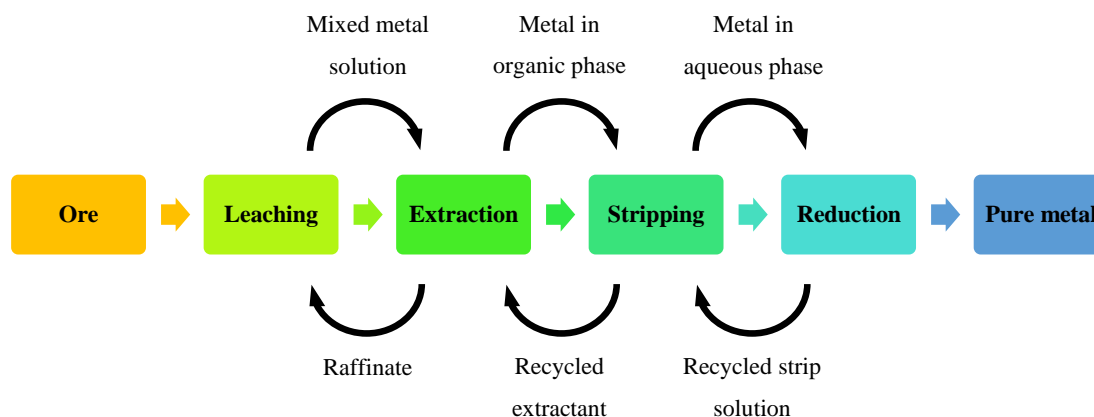 Mixed metal
solution
Metal in
organic phase
Metal in
aqueous phase
Ore
Leaching
Extraction
Stripping
Reduction
Pure metal
Raffinate
Recycled
extractant
Recycled strip
solution